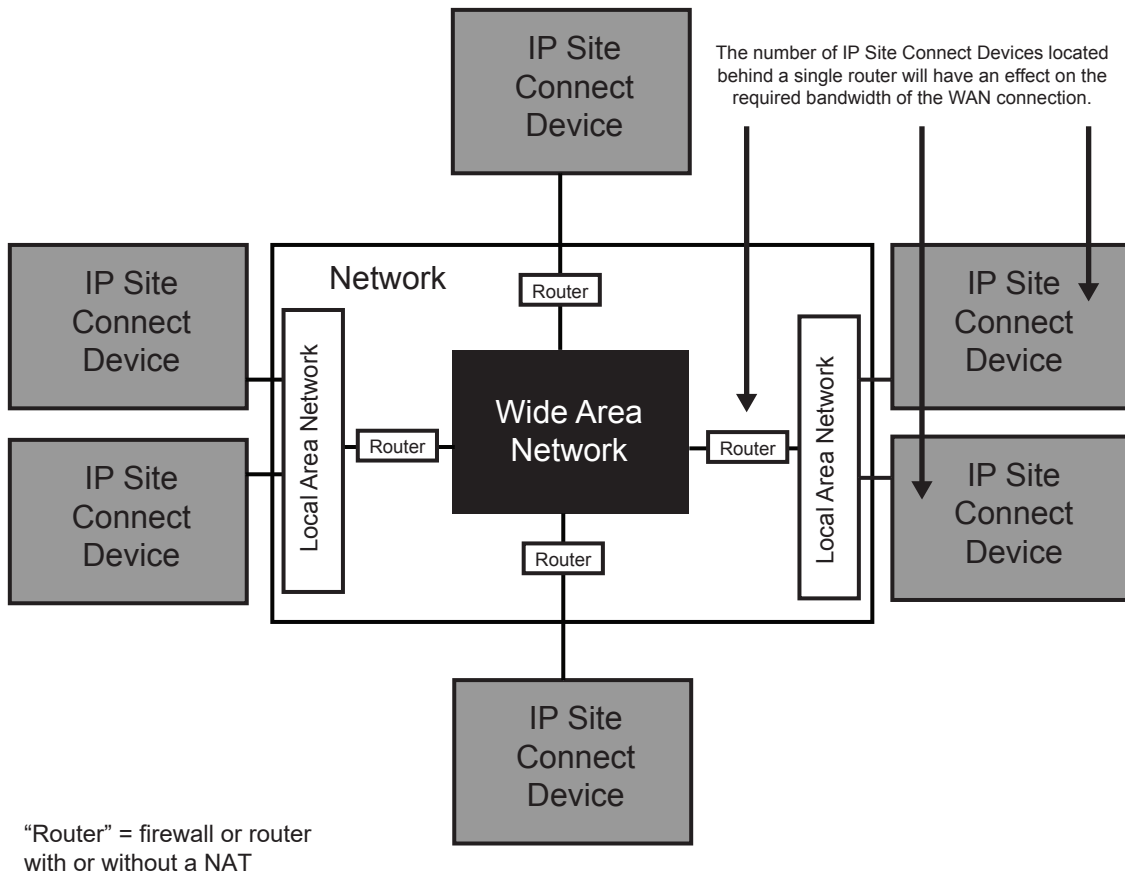 IP Site
Connect
Device
The number of IP Site Connect Devices located
behind a single router will have an effect on the
required bandwidth of the WAN connection.
IP Site
Connect
Device
Network
Router
IP Site
Connect
Device
Local Area Network
Router
Wide Area
Network
Router
Local Area Network
IP Site
Connect
Device
IP Site
Connect
Device
Router
IP Site
Connect
Device
“Router” = firewall or router
with or without a NAT